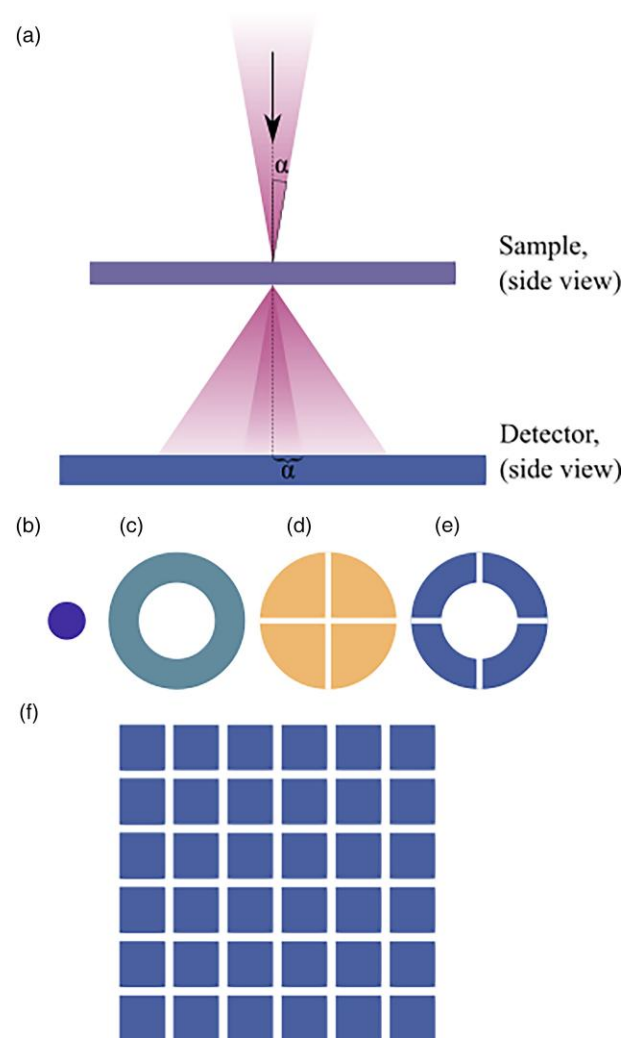 (a)
α
Sample,
(side view)
Detector,
(side view)
α
(b)
(c)
(d)
(e)
(f)